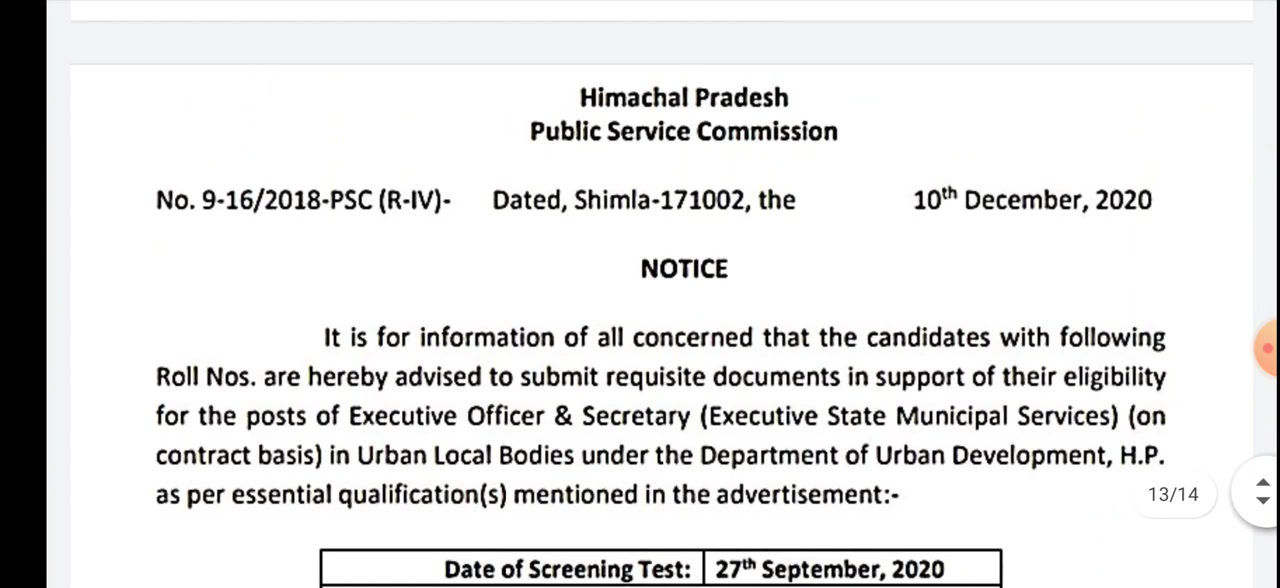 Himachal Pradesh
Public Service Commission
No. 9-16/2018-PSC (R-IV)- Dated, Shimla-171002, the 10th December, 2020
NOTICE
It is for information of all concerned that the candidates with following
Roll Nos. are hereby advised to submit requisite documents in support of their eligibility
for the posts of Executive Officer & Secretary (Executive State Municipal Services) (on
contract basis) in Urban Local Bodies under the Department of Urban Development, H.P.
as per essential qualification(s) mentioned in the advertisement:-
13/14
Date of Screening Test: 27th September, 2020